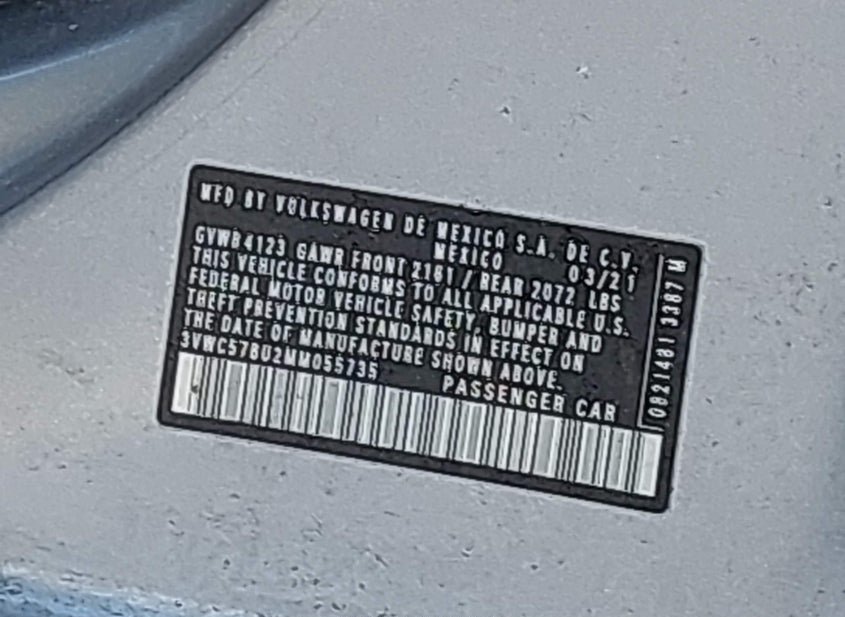 MFD BY VOLKSWAGEN DE MEXICO S.A. DE C.V.
MEXICO 03/21
GVWR4123 GAWR FRONT 2161 / REAR 2072 LBS
THIS VEHICLE CONFORMS TO ALL APPLICABLE U.S.
FEDERAL MOTOR VEHICLE SAFETY, BUMPER AND
THEFT PREVENTION STANDARDS IN EFFECT ON
THE DATE OF MANUFACTURE SHOWN ABOVE.
3VWC57BU2MM055735 PASSENGER CAR
0821481 3387 M